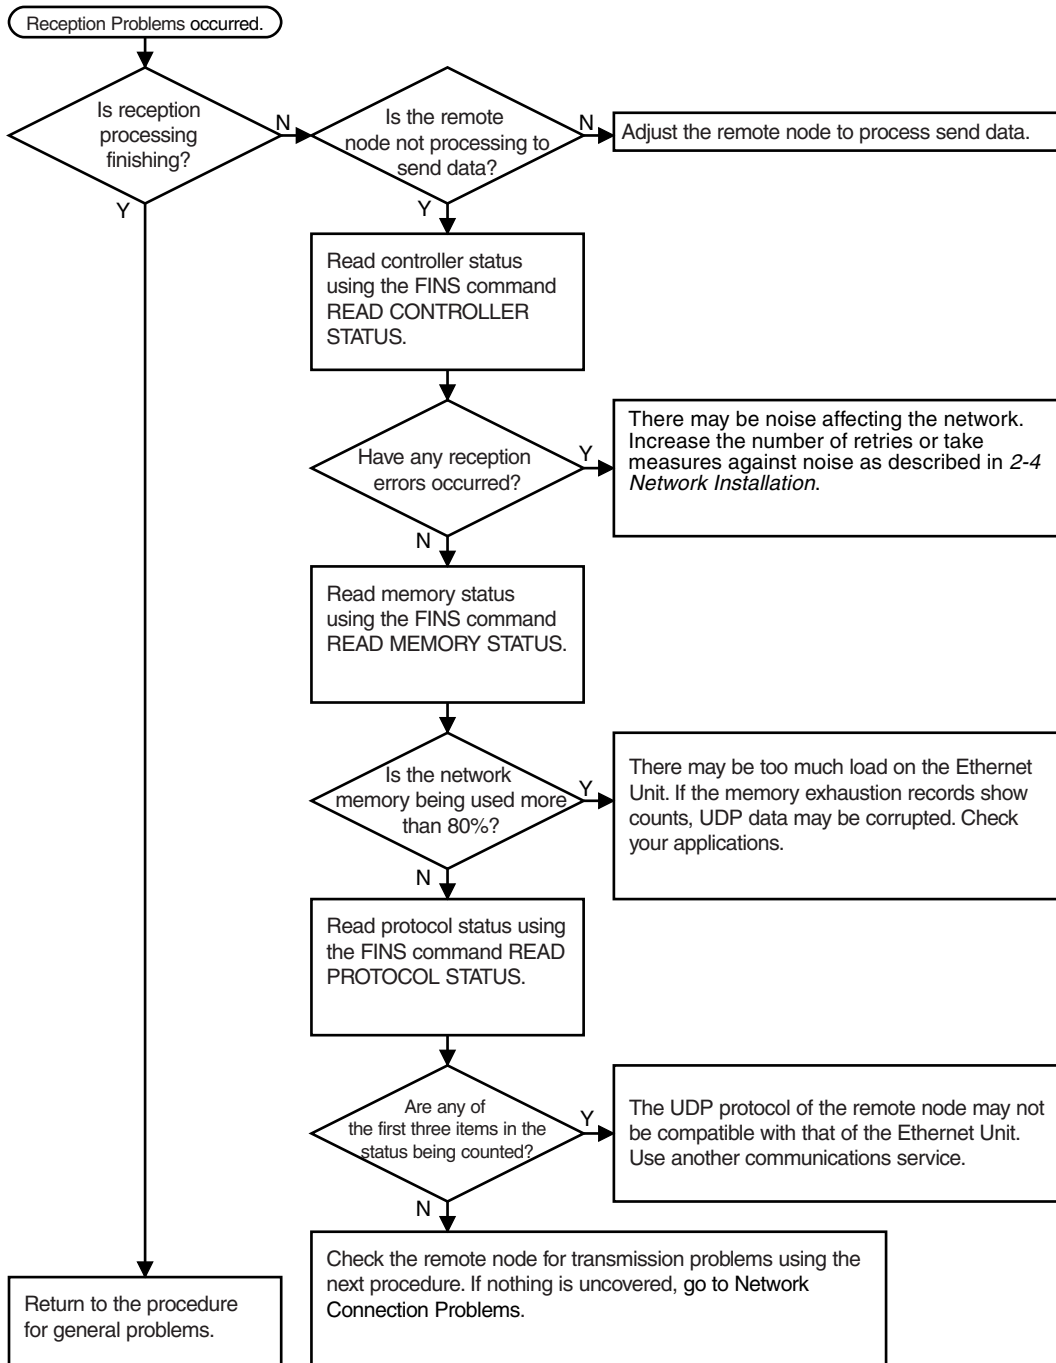 Reception Problems occurred.
Is reception
processing
finishing?
N
Y
Is the remote
node not processing to
send data?
N
Y
Adjust the remote node to process send data.
Read controller status
using the FINS command
READ CONTROLLER
STATUS.
Have any reception
errors occurred?
Y
N
There may be noise affecting the network.
Increase the number of retries or take
measures against noise as described in 2-4
Network Installation.
Read memory status
using the FINS command
READ MEMORY STATUS.
Is the network
memory being used more
than 80%?
Y
N
There may be too much load on the Ethernet
Unit. If the memory exhaustion records show
counts, UDP data may be corrupted. Check
your applications.
Read protocol status using
the FINS command READ
PROTOCOL STATUS.
Are any of
the first three items in the
status being counted?
Y
N
The UDP protocol of the remote node may not
be compatible with that of the Ethernet Unit.
Use another communications service.
Check the remote node for transmission problems using the
next procedure. If nothing is uncovered, go to Network
Connection Problems.
Return to the procedure
for general problems.